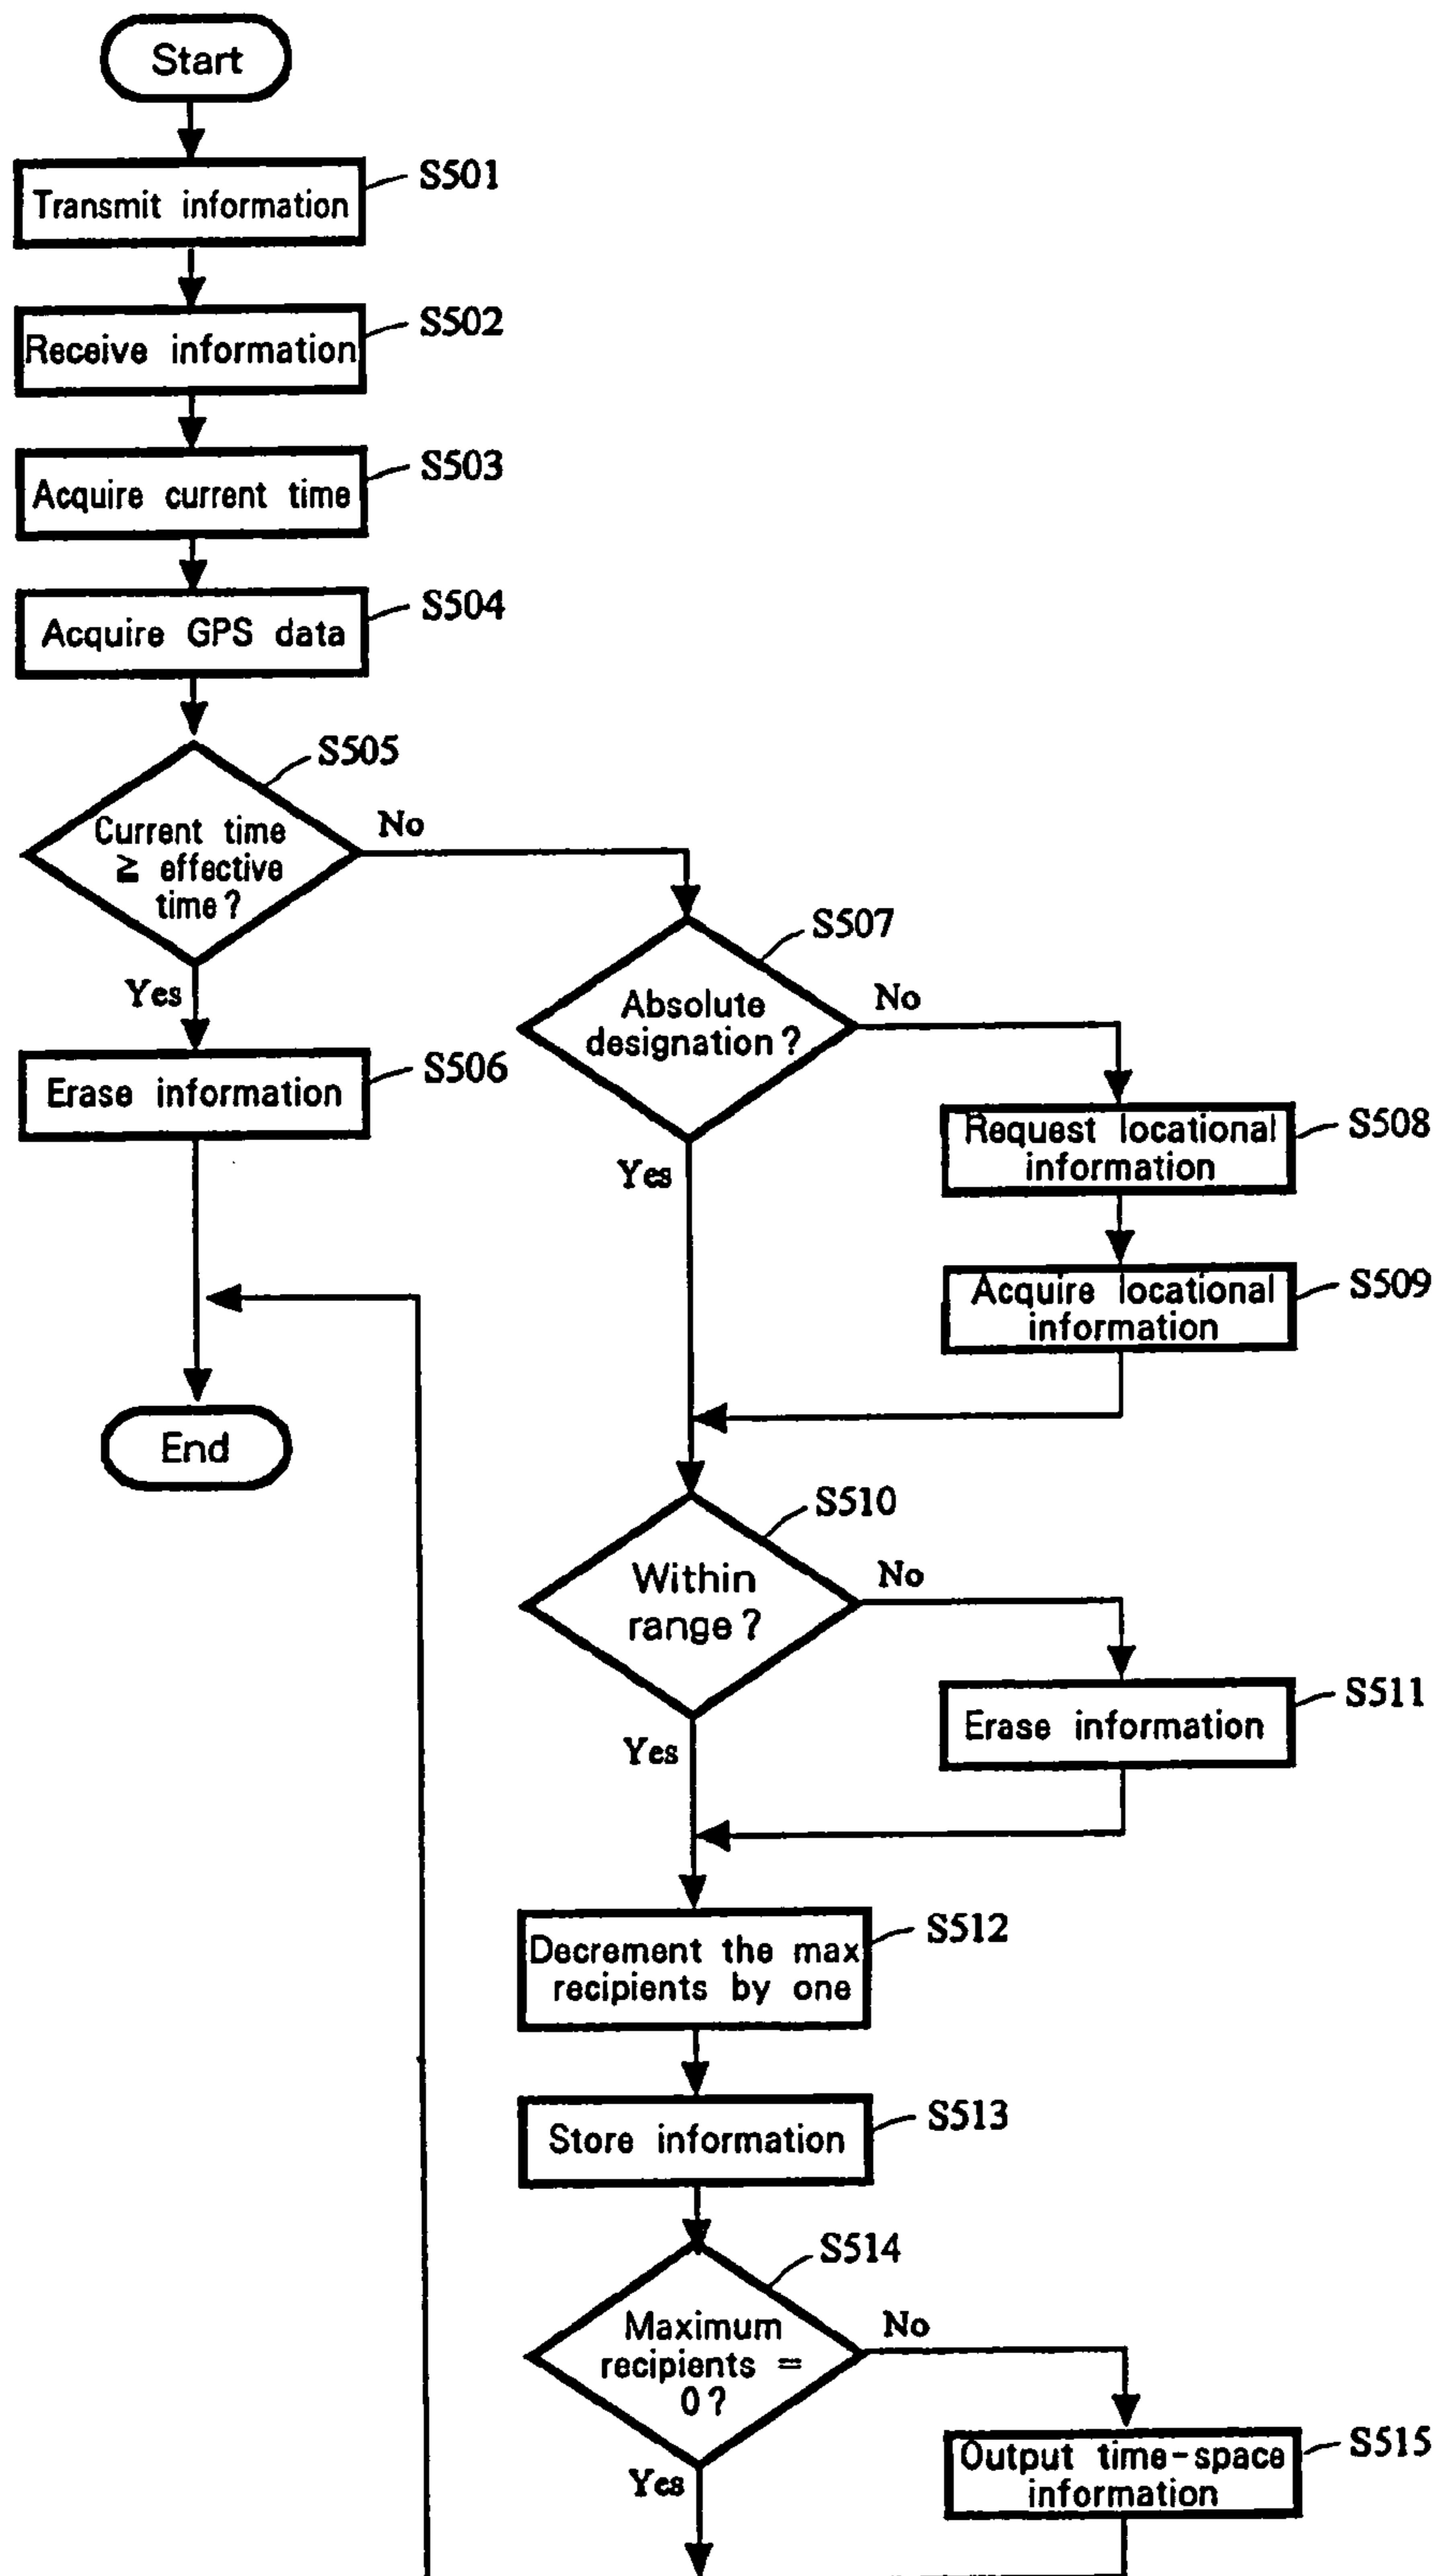 Start
Transmit information
S501
Receive information
S502
Acquire current time
S503
Acquire GPS data
S504
S505
Current time
≧ effective
time?
No
Yes
Erase information
S506
End
S507
Absolute
designation?
No
Yes
Request locational
information
S508
Acquire locational
information
S509
S510
Within
range?
No
Yes
Erase information
S511
Decrement the max
recipients by one
S512
Store information
S513
S514
Maximum
recipients =
0?
No
Yes
Output time-space
information
S515